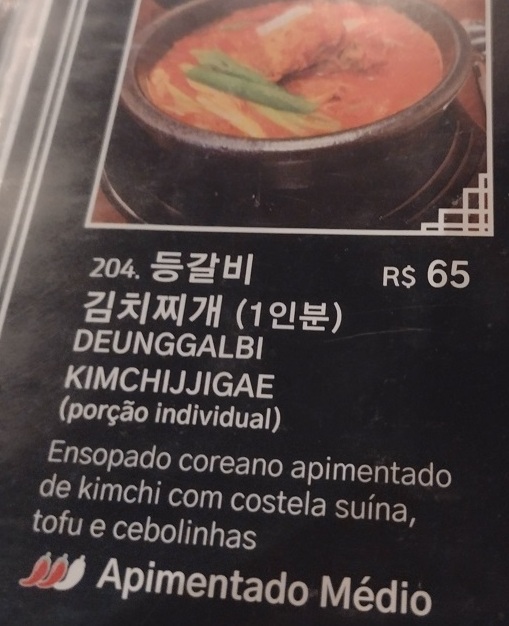 204. 등갈비 R$ 65
김치찌개 (1인분)
DEUNGGALBI
KIMCHIJJIGAE
(porção individual)
Ensopado coreano apimentado
de kimchi com costela suína,
tofu e cebolinhas
Apimentado Médio